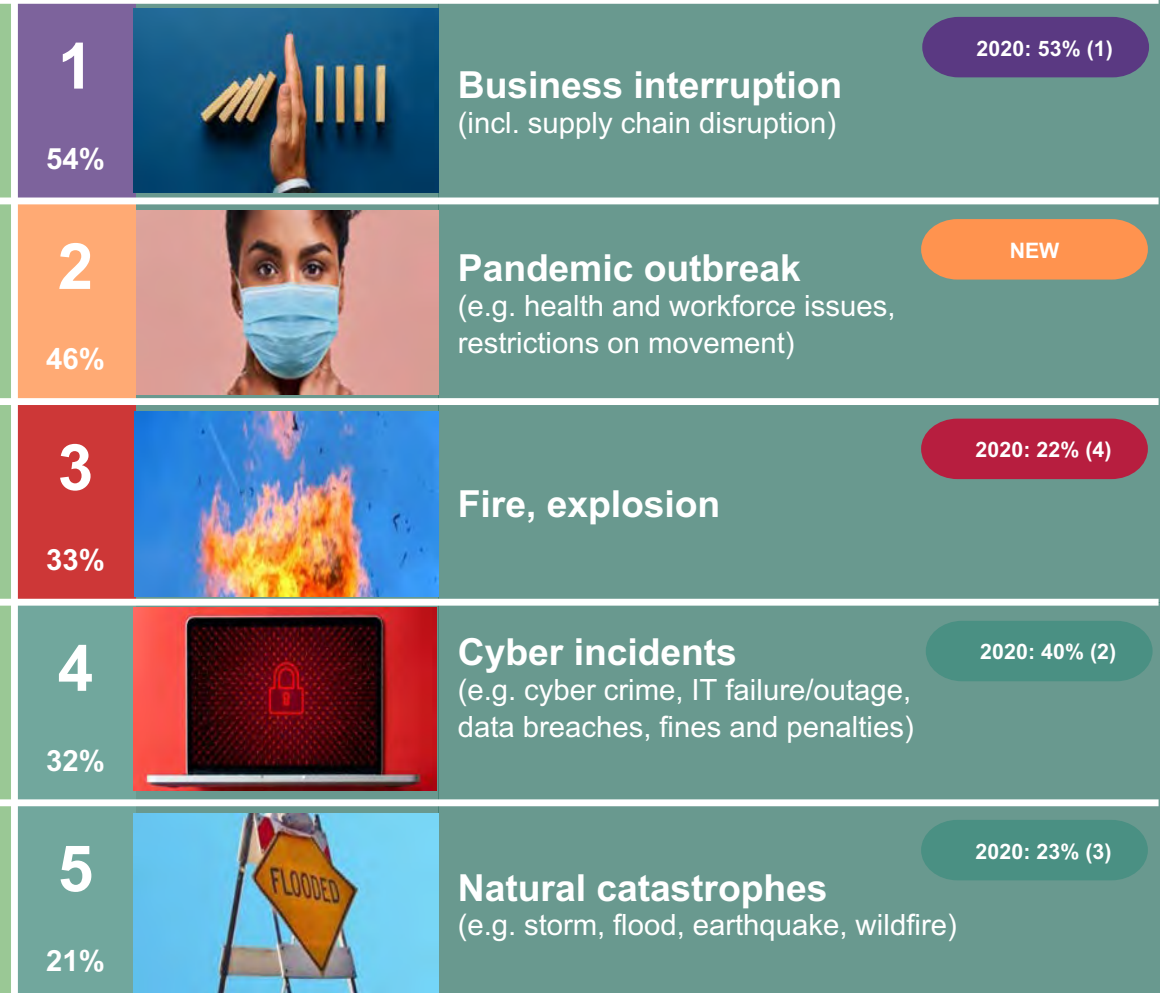 1
54%
Business interruption
(incl. supply chain disruption)
2020: 53% (1)
2
46%
Pandemic outbreak
(e.g. health and workforce issues,
restrictions on movement)
NEW
3
33%
Fire, explosion
2020: 22% (4)
4
32%
Cyber incidents
(e.g. cyber crime, IT failure/outage,
data breaches, fines and penalties)
2020: 40% (2)
5
21%
FLOODED
Natural catastrophes
(e.g. storm, flood, earthquake, wildfire)
2020: 23% (3)